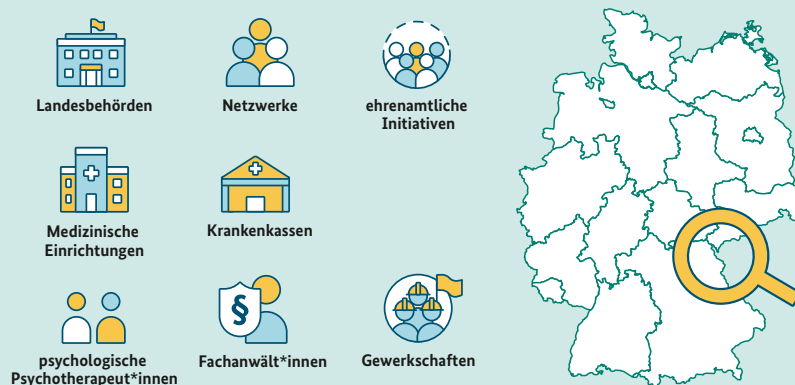 Landesbehörden
Netzwerke
ehrenamtliche
Initiativen
Medizinische
Einrichtungen
Krankenkassen
§
psychologische
Psychotherapeut*innen
Fachanwält*innen
Gewerkschaften